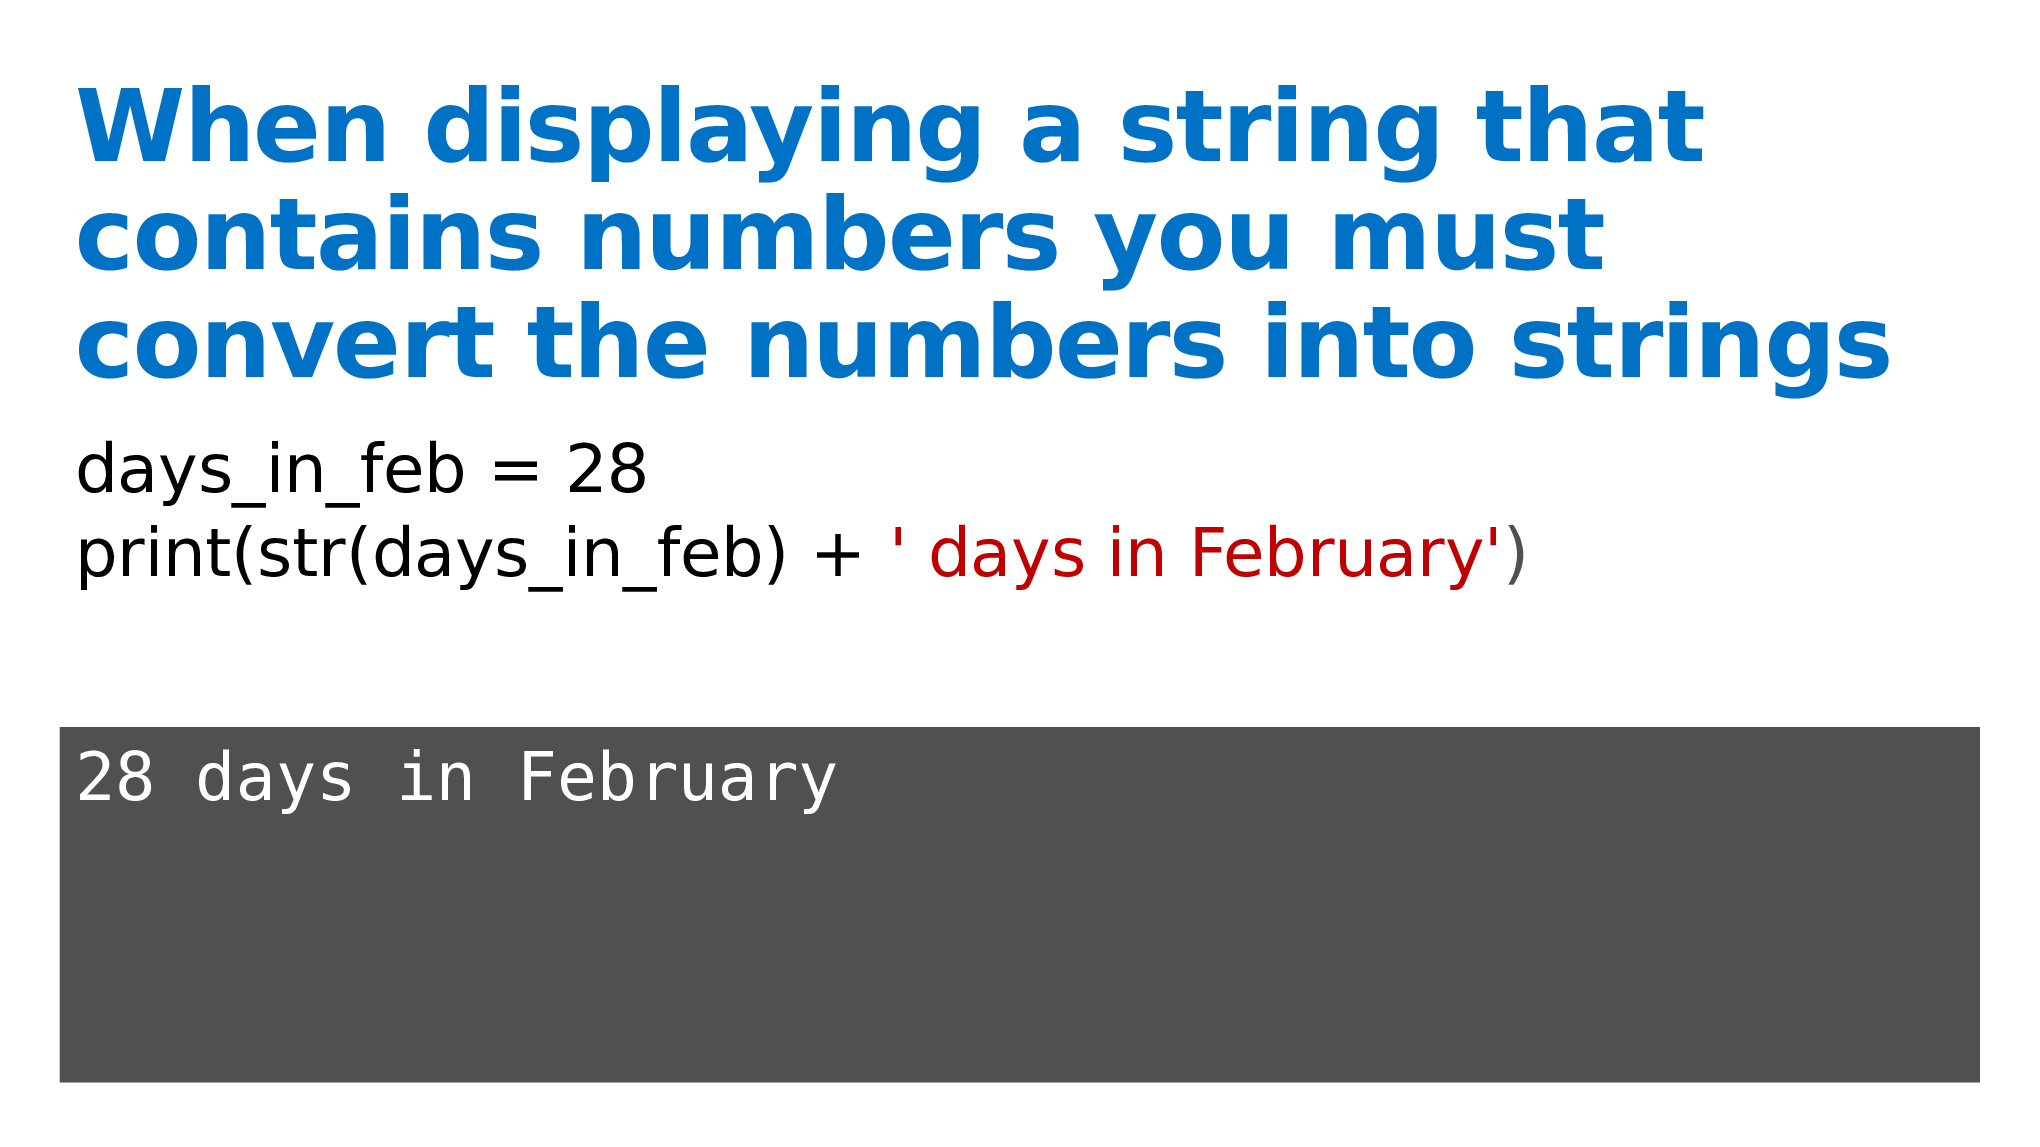 When displaying a string that
contains numbers you must
convert the numbers into strings
days_in_feb = 28
print(str(days_in_feb) + ' days in February')
28 days in February